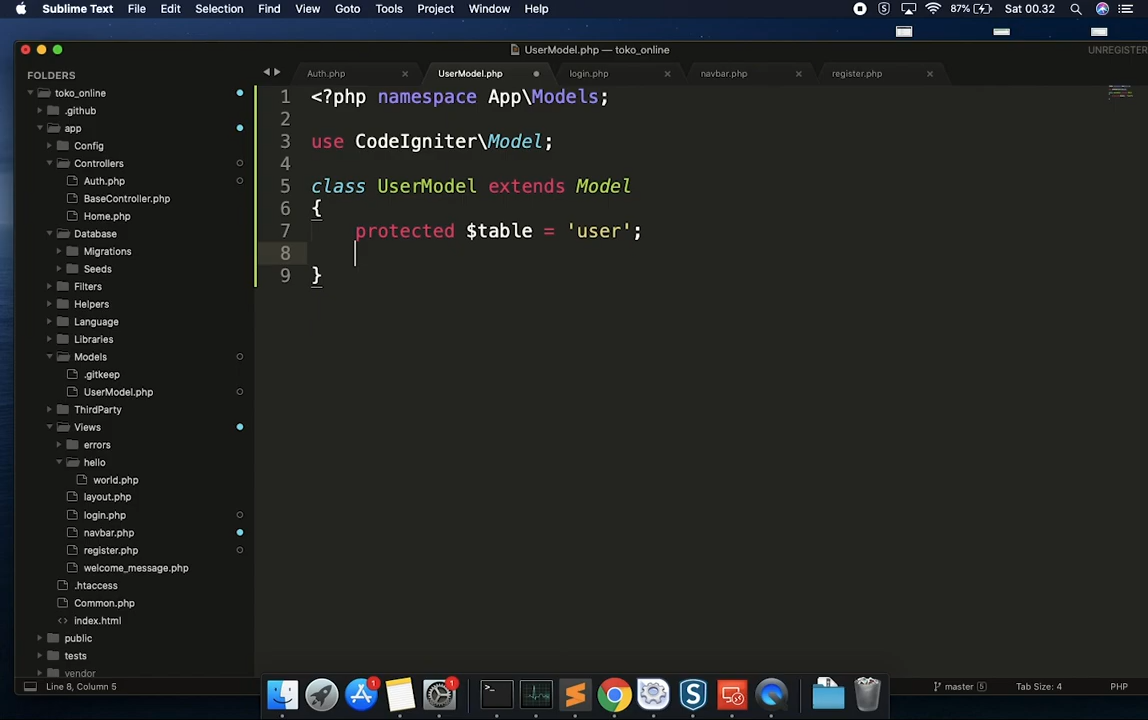 Sublime Text File Edit Selection Find View Goto Tools Project Window Help 87% Sat 00.32
UserModel.php — toko_online UNREGISTER
FOLDERS
Auth.php UserModel.php login.php navbar.php register.php
toko_online
.github
app
Config
Controllers
Auth.php
BaseController.php
Home.php
Database
Migrations
Seeds
Filters
Helpers
Language
Libraries
Models
.gitkeep
UserModel.php
ThirdParty
Views
errors
hello
world.php
layout.php
login.php
navbar.php
register.php
welcome_message.php
.htaccess
Common.php
<> index.html
public
tests
vendor
1 <?php namespace App\Models;
2
3 use CodeIgniter\Model;
4
5 class UserModel extends Model
6 {
7 protected $table = 'user';
8
9 }
Line 8, Column 5 master 5 Tab Size: 4 PHP
1 1